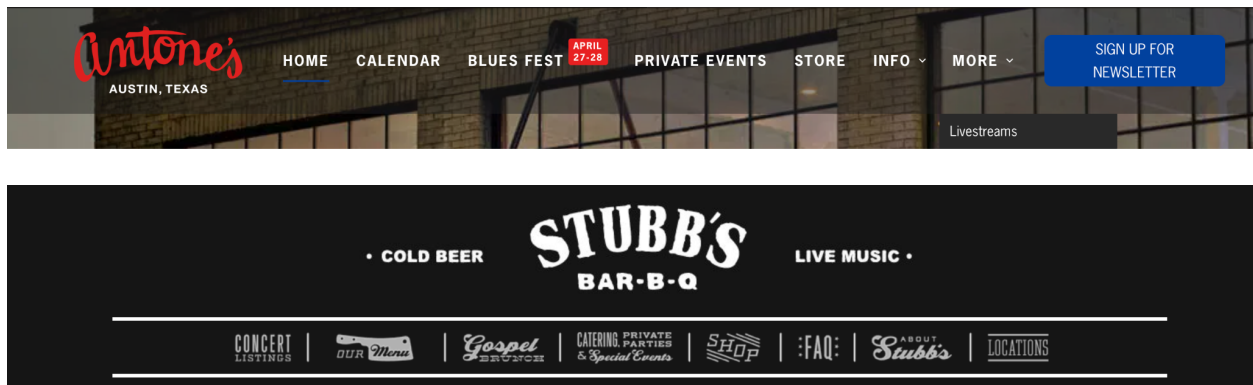 antone's
AUSTIN, TEXAS
HOME CALENDAR BLUES FEST APRIL 27-28 PRIVATE EVENTS STORE INFO MORE
SIGN UP FOR
NEWSLETTER
Livestreams
• COLD BEER
STUBB'S
BAR-B-Q
LIVE MUSIC •
CONCERT
LISTINGS
OUR Menu
Gospel
BRUNCH
CATERING, PRIVATE
PARTIES
& Special Events
SHOP
:FAQ:
ABOUT
Stubb's
LOCATIONS